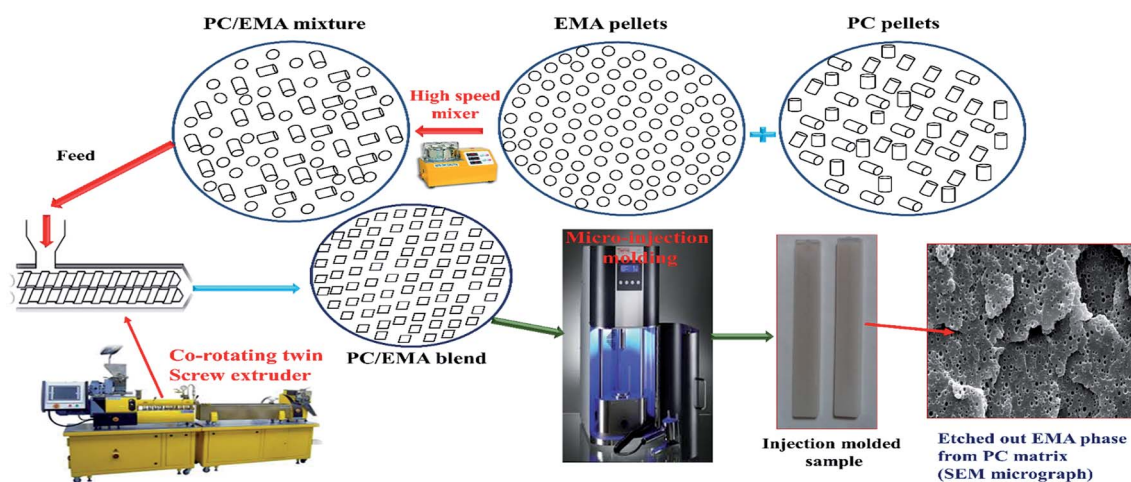 PC/EMA mixture
EMA pellets
PC pellets
High speed
mixer
Feed
Micro-injection
molding
PC/EMA blend
Co-rotating twin
Screw extruder
Injection molded
sample
Etched out EMA phase
from PC matrix
(SEM micrograph)